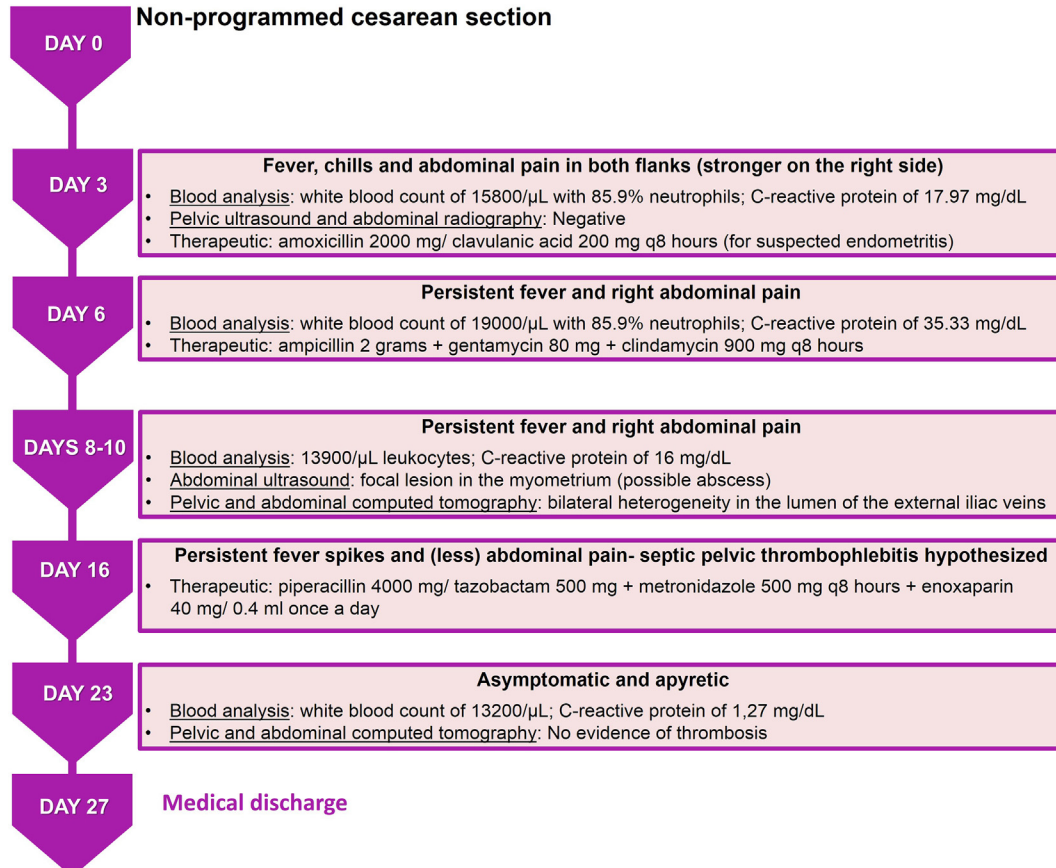 Non-programmed cesarean section
DAY 0
DAY 3
Fever, chills and abdominal pain in both flanks (stronger on the right side)
• Blood analysis: white blood count of 15800/µL with 85.9% neutrophils; C-reactive protein of 17.97 mg/dL
• Pelvic ultrasound and abdominal radiography: Negative
• Therapeutic: amoxicillin 2000 mg/ clavulanic acid 200 mg q8 hours (for suspected endometritis)
DAY 6
Persistent fever and right abdominal pain
• Blood analysis: white blood count of 19000/µL with 85.9% neutrophils; C-reactive protein of 35.33 mg/dL
• Therapeutic: ampicillin 2 grams + gentamycin 80 mg + clindamycin 900 mg q8 hours
DAYS 8-10
Persistent fever and right abdominal pain
• Blood analysis: 13900/µL leukocytes; C-reactive protein of 16 mg/dL
• Abdominal ultrasound: focal lesion in the myometrium (possible abscess)
• Pelvic and abdominal computed tomography: bilateral heterogeneity in the lumen of the external iliac veins
DAY 16
Persistent fever spikes and (less) abdominal pain- septic pelvic thrombophlebitis hypothesized
• Therapeutic: piperacillin 4000 mg/ tazobactam 500 mg + metronidazole 500 mg q8 hours + enoxaparin
40 mg/ 0.4 ml once a day
DAY 23
Asymptomatic and apyretic
• Blood analysis: white blood count of 13200/µL; C-reactive protein of 1,27 mg/dL
• Pelvic and abdominal computed tomography: No evidence of thrombosis
DAY 27
Medical discharge